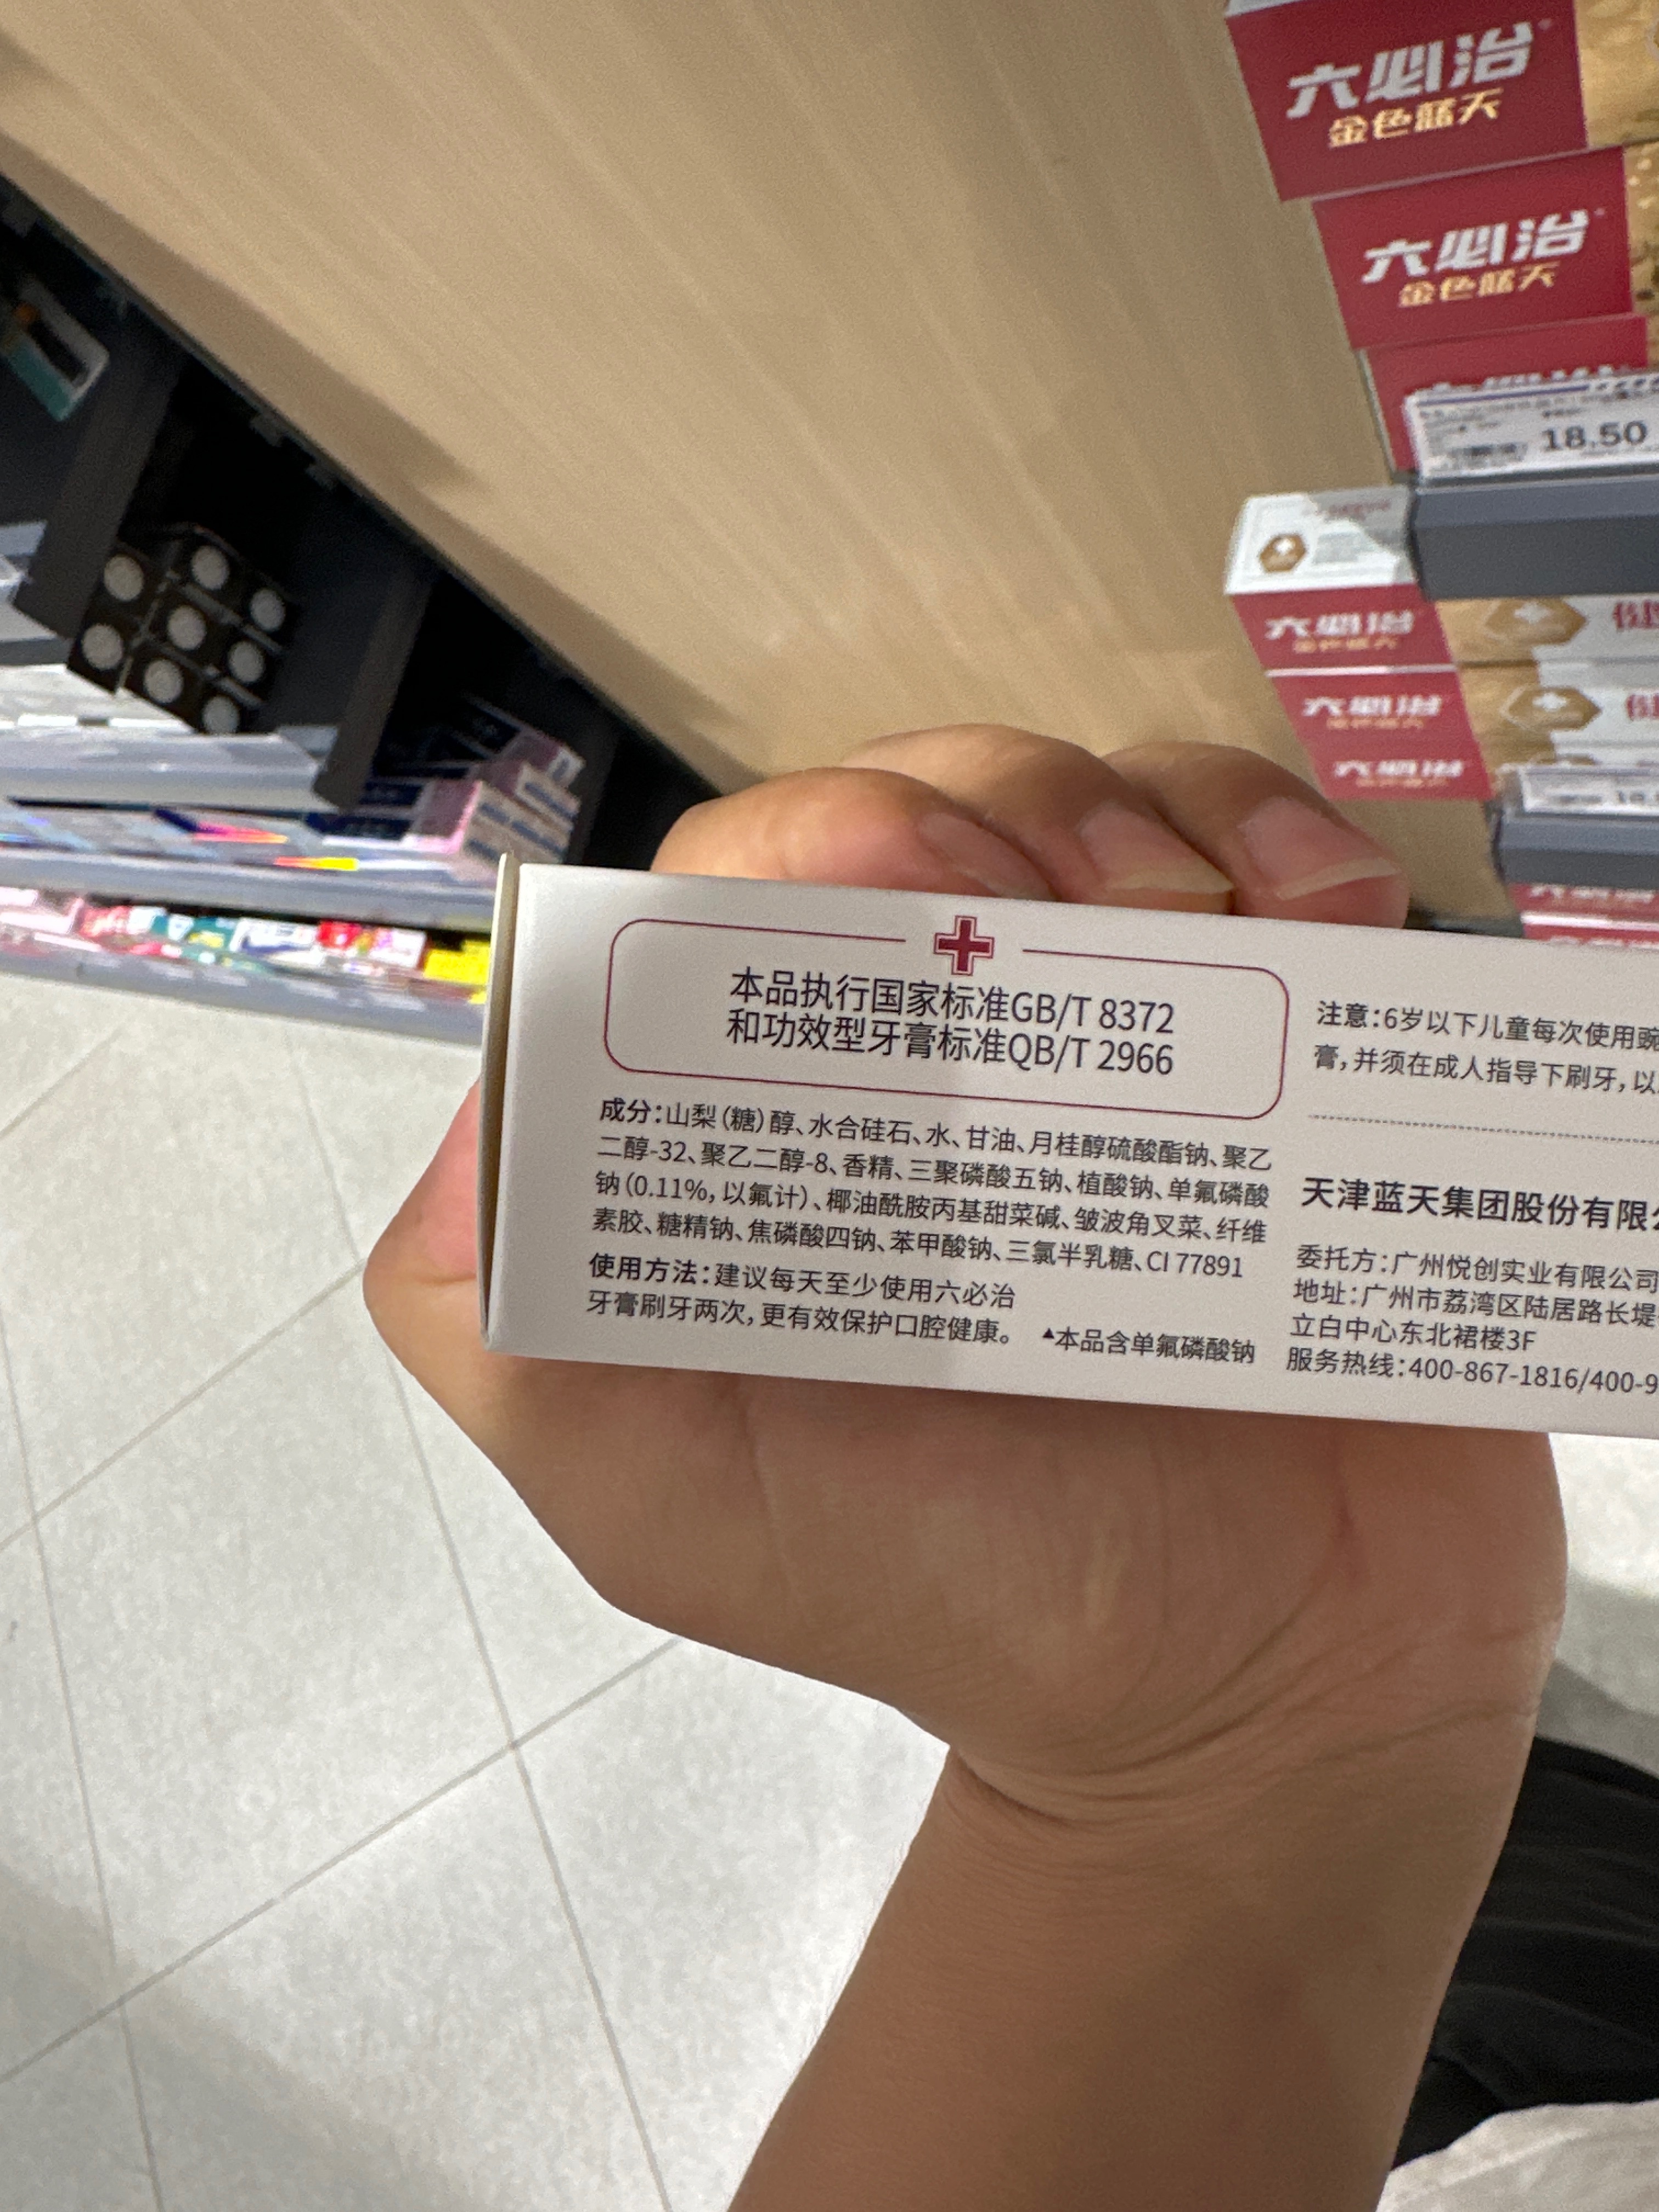 六必治
金色蓝天
六必治
金色蓝天
18.50
六必治
六必治
六必治
本品执行国家标准GB/T 8372
和功效型牙膏标准QB/T 2966
成分：山梨（糖）醇、水合硅石、水、甘油、月桂醇硫酸酯钠、聚乙
二醇-32、聚乙二醇-8、香精、三聚磷酸五钠、植酸钠、单氟磷酸
钠（0.11%，以氟计）、椰油酰胺丙基甜菜碱、皱波角叉菜、纤维
素胶、糖精钠、焦磷酸四钠、苯甲酸钠、三氯半乳糖、CI 77891
使用方法：建议每天至少使用六必治
牙膏刷牙两次，更有效保护口腔健康。
▲本品含单氟磷酸钠
注意：6岁以下儿童每次使用豌
膏，并须在成人指导下刷牙，以
天津蓝天集团股份有限
委托方：广州悦创实业有限公司
地址：广州市荔湾区陆居路长堤
立白中心东北裙楼3F
服务热线：400-867-1816/400-9